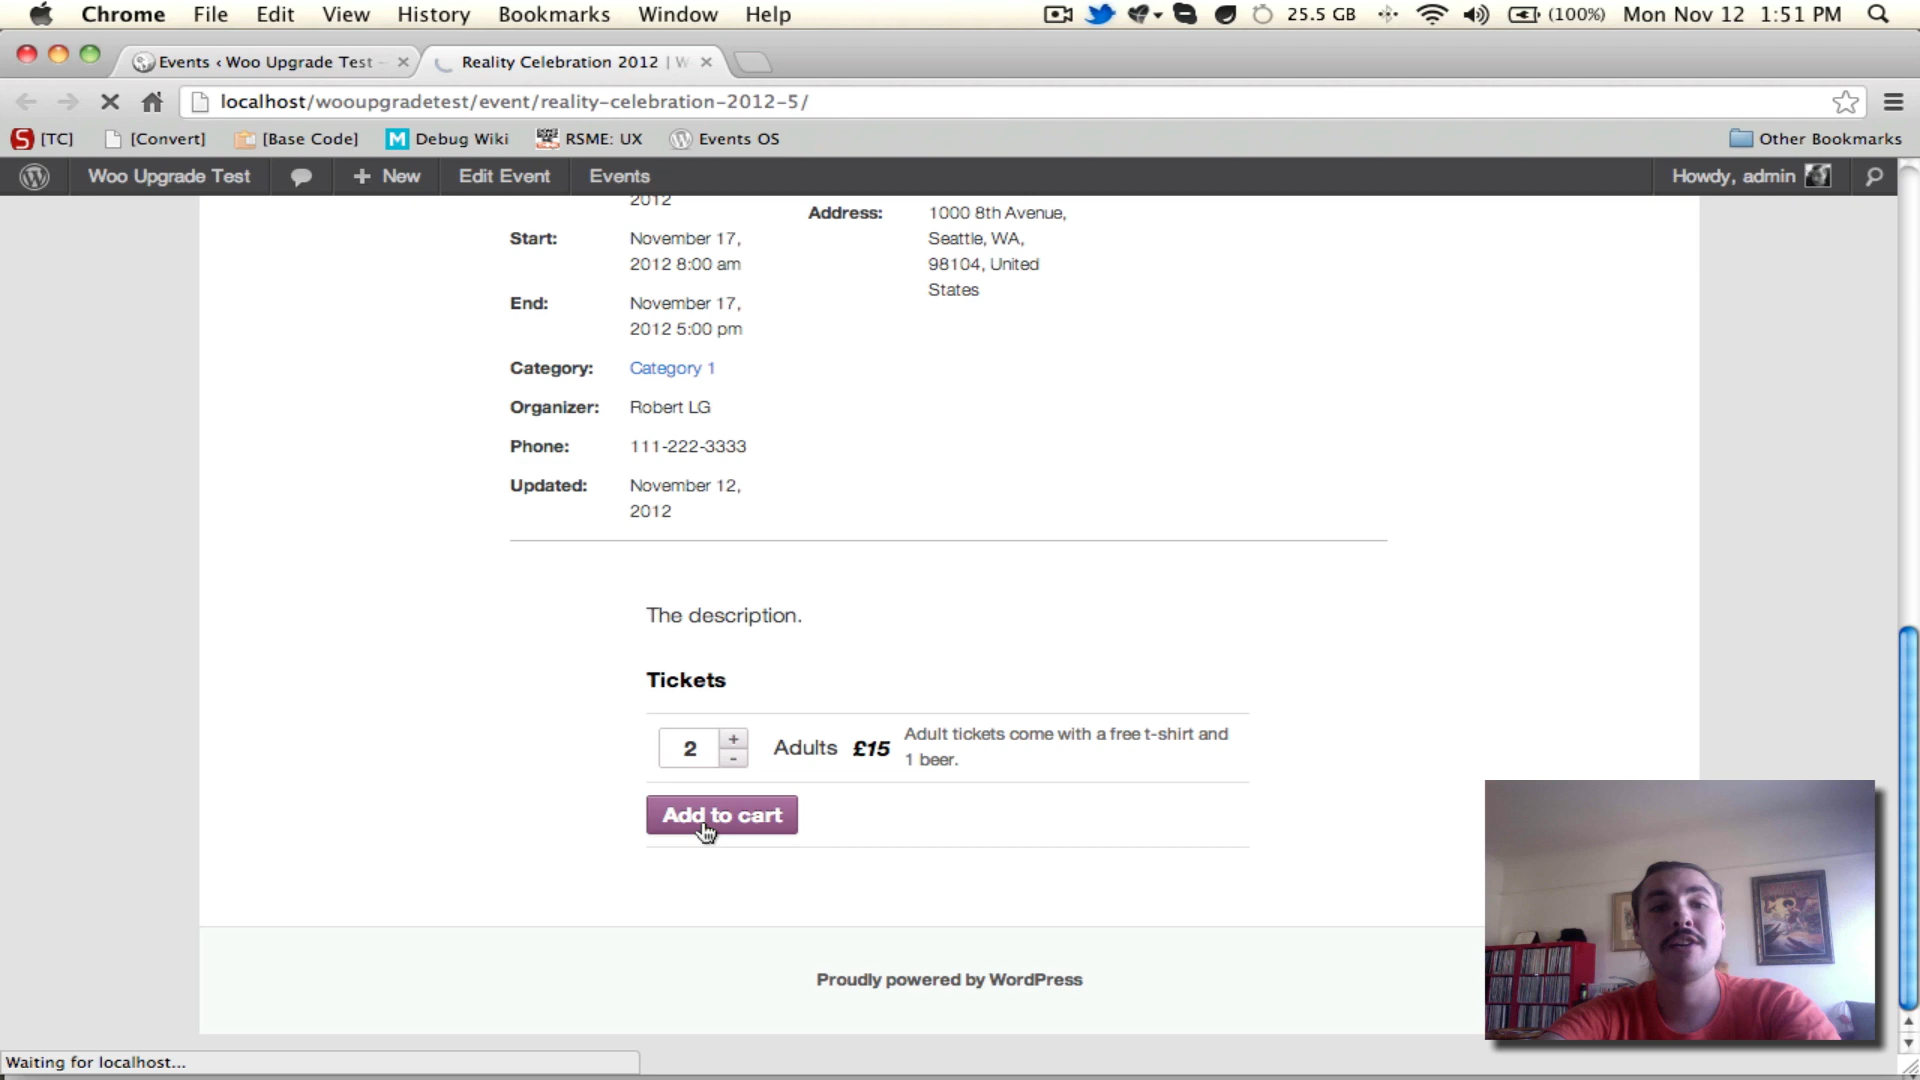 Chrome File Edit View History Bookmarks Window Help 25.5 GB (100%) Mon Nov 12 1:51 PM
Events ‹ Woo Upgrade Test - Reality Celebration 2012 | W
localhost/wooupgradetest/event/reality-celebration-2012-5/
[TC] [Convert] [Base Code] M Debug Wiki RSME: UX Events OS Other Bookmarks
Woo Upgrade Test + New Edit Event Events Howdy, admin
2012
Start: November 17,
2012 8:00 am
End: November 17,
2012 5:00 pm
Category: Category 1
Organizer: Robert LG
Phone: 111-222-3333
Updated: November 12,
2012
Address: 1000 8th Avenue,
Seattle, WA,
98104, United
States
The description.
Tickets
2 + - Adults £15 Adult tickets come with a free t-shirt and
1 beer.
Add to cart
Proudly powered by WordPress
Waiting for localhost...